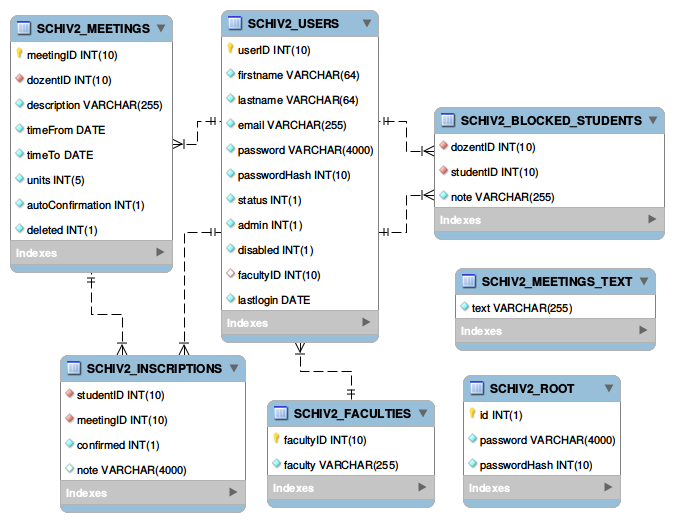 SCHIV2_MEETINGS
meetingID INT(10)
dozentID INT(10)
description VARCHAR(255)
timeFrom DATE
timeTo DATE
units INT(5)
autoConfirmation INT(1)
deleted INT(1)
Indexes
SCHIV2_USERS
userID INT(10)
firstname VARCHAR(64)
lastname VARCHAR(64)
email VARCHAR(255)
password VARCHAR(4000)
passwordHash INT(10)
status INT(1)
admin INT(1)
disabled INT(1)
facultyID INT(10)
lastlogin DATE
Indexes
SCHIV2_BLOCKED_STUDENTS
dozentID INT(10)
studentID INT(10)
note VARCHAR(255)
Indexes
SCHIV2_MEETINGS_TEXT
text VARCHAR(255)
Indexes
SCHIV2_INSCRIPTIONS
studentID INT(10)
meetingID INT(10)
confirmed INT(1)
note VARCHAR(4000)
Indexes
SCHIV2_FACULTIES
facultyID INT(10)
faculty VARCHAR(255)
Indexes
SCHIV2_ROOT
id INT(1)
password VARCHAR(4000)
passwordHash INT(10)
Indexes